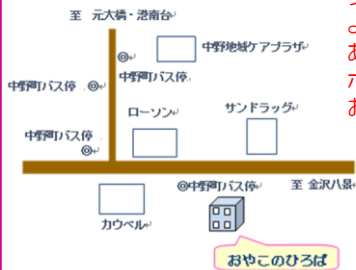 至 元大橋・港南台
中野地域ケアプラザ
中野町バス停
中野町バス停
ローソン
サンドラッグ
中野町バス停
中野町バス停
至 金沢八景
カウベル
おやこのひろば